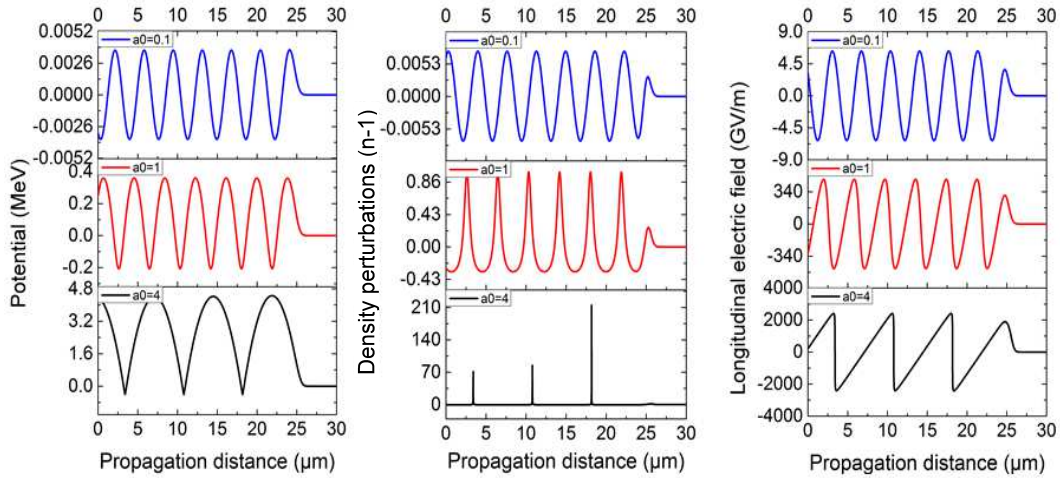 0 5 10 15 20 25 30
0.0052
0.0026
0.0000
-0.0026
-0.0052
a0=0.1
0.4
0.2
0.0
-0.2
a0=1
4.8
3.2
1.6
0.0
a0=4
0 5 10 15 20 25 30
Propagation distance (µm)
Potential (MeV)
0 5 10 15 20 25 30
0.0053
0.0000
-0.0053
a0=0.1
0.86
0.43
0.00
-0.43
a0=1
210
140
70
0
a0=4
0 5 10 15 20 25 30
Propagation distance (µm)
Density perturbations (n-1)
0 5 10 15 20 25 30
9.0
4.5
0.0
-4.5
-9.0
a0=0.1
340
0
-340
a0=1
4000
2000
0
-2000
-4000
a0=4
0 5 10 15 20 25 30
Propagation distance (µm)
Longitudinal electric field (GV/m)